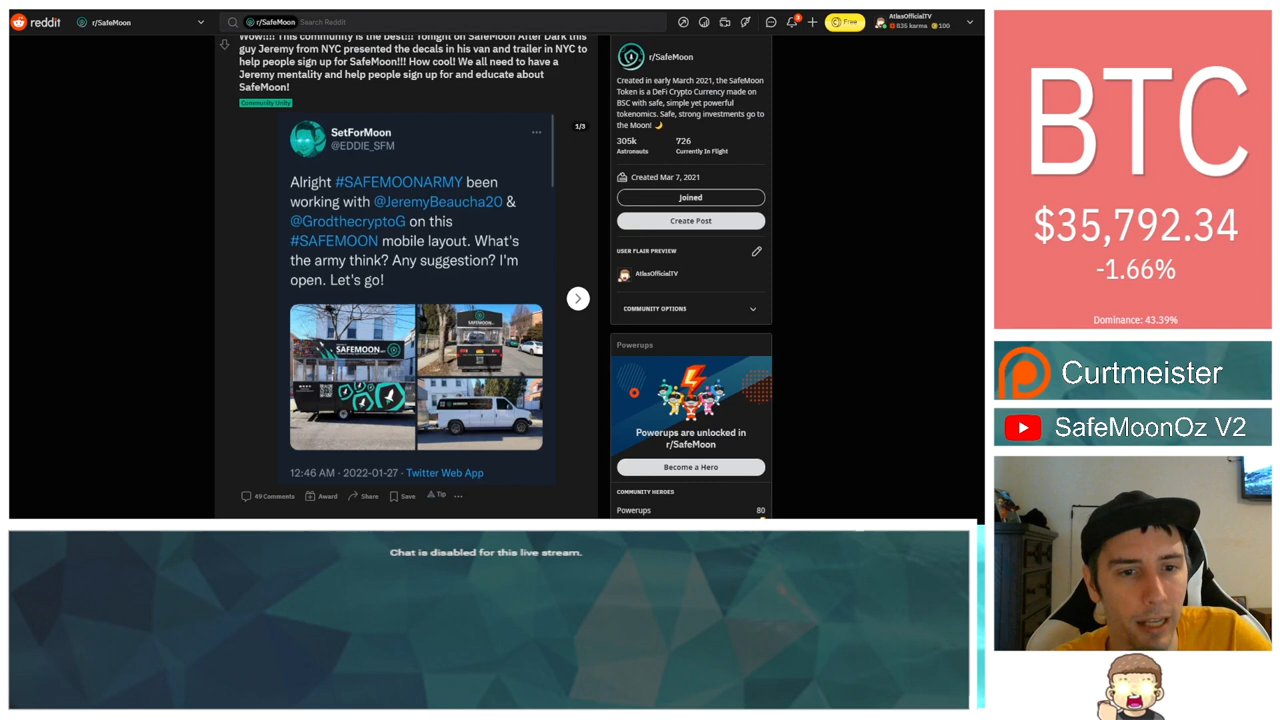 reddit
r/SafeMoon
r/SafeMoon
Search Reddit
3
Free
AtlasOfficialTV
835 karma
100
Wow!!!! This community is the best!!! Tonight on SafeMoon After Dark this
guy Jeremy from NYC presented the decals in his van and trailer in NYC to
help people sign up for SafeMoon!!! How cool! We all need to have a
Jeremy mentality and help people sign up for and educate about
SafeMoon!
Community Unity
SetForMoon
@EDDIE_SFM
1/3
Alright #SAFEMOONARMY been
working with @JeremyBeaucha20 &
@GrodthecryptoG on this
#SAFEMOON mobile layout. What's
the army think? Any suggestion? I'm
open. Let's go!
SAFEMOON
SAFEMOON
12:46 AM · 2022-01-27 · Twitter Web App
49 Comments
Award
Share
Save
Tip
r/SafeMoon
Created in early March 2021, the SafeMoon
Token is a DeFi Crypto Currency made on
BSC with safe, simple yet powerful
tokenomics. Safe, strong investments go to
the Moon! 🌙
305k
Astronauts
726
Currently In Flight
Created Mar 7, 2021
Joined
Create Post
USER FLAIR PREVIEW
AtlasOfficialTV
COMMUNITY OPTIONS
Powerups
Powerups are unlocked in
r/SafeMoon
Become a Hero
COMMUNITY HEROES
Powerups
80
BTC
$35,792.34
-1.66%
Dominance: 43.39%
Curtmeister
SafeMoonOz V2
Chat is disabled for this live stream.